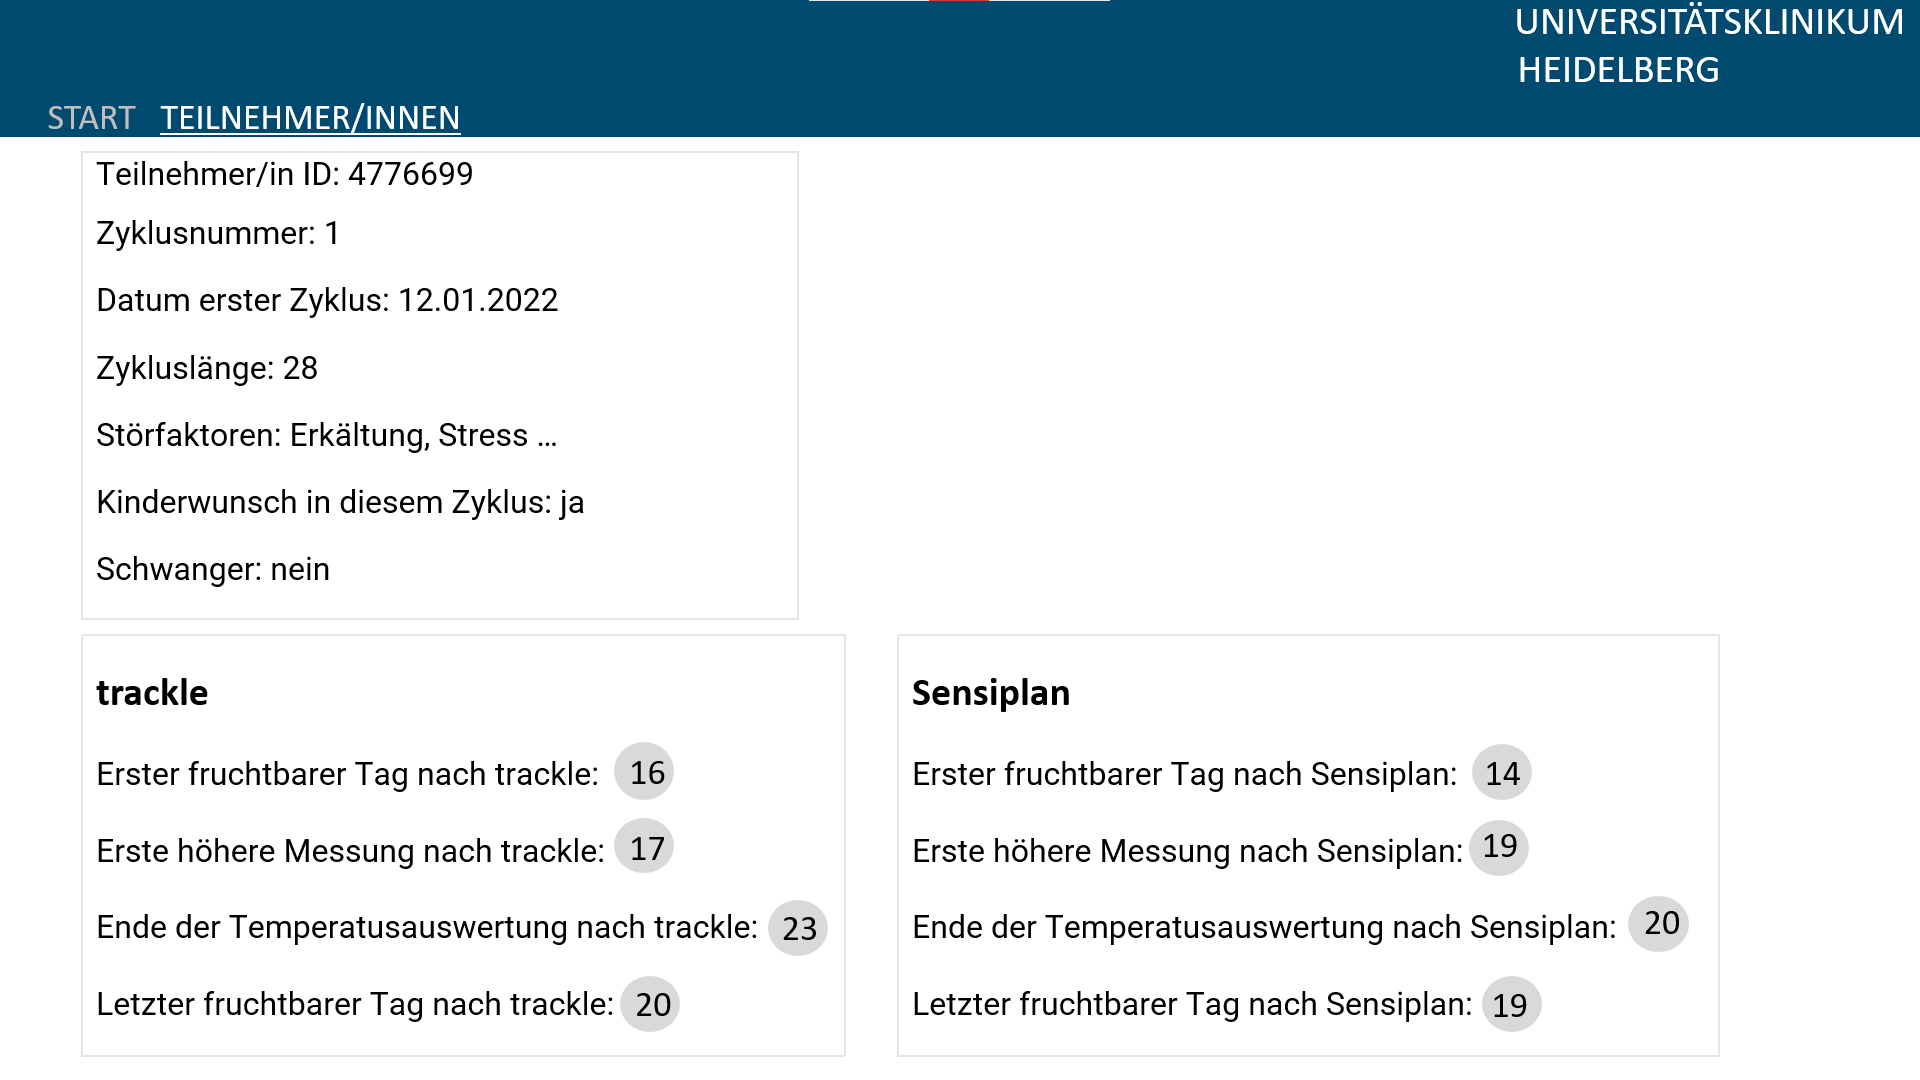 UNIVERSITÄTSKLINIKUM
HEIDELBERG
START TEILNEHMER/INNEN
Teilnehmer/in ID: 4776699
Zyklusnummer: 1
Datum erster Zyklus: 12.01.2022
Zykluslänge: 28
Störfaktoren: Erkältung, Stress ...
Kinderwunsch in diesem Zyklus: ja
Schwanger: nein
trackle
Erster fruchtbarer Tag nach trackle: 16
Erste höhere Messung nach trackle: 17
Ende der Temperatusauswertung nach trackle: 23
Letzter fruchtbarer Tag nach trackle: 20
Sensiplan
Erster fruchtbarer Tag nach Sensiplan: 14
Erste höhere Messung nach Sensiplan: 19
Ende der Temperatusauswertung nach Sensiplan: 20
Letzter fruchtbarer Tag nach Sensiplan: 19